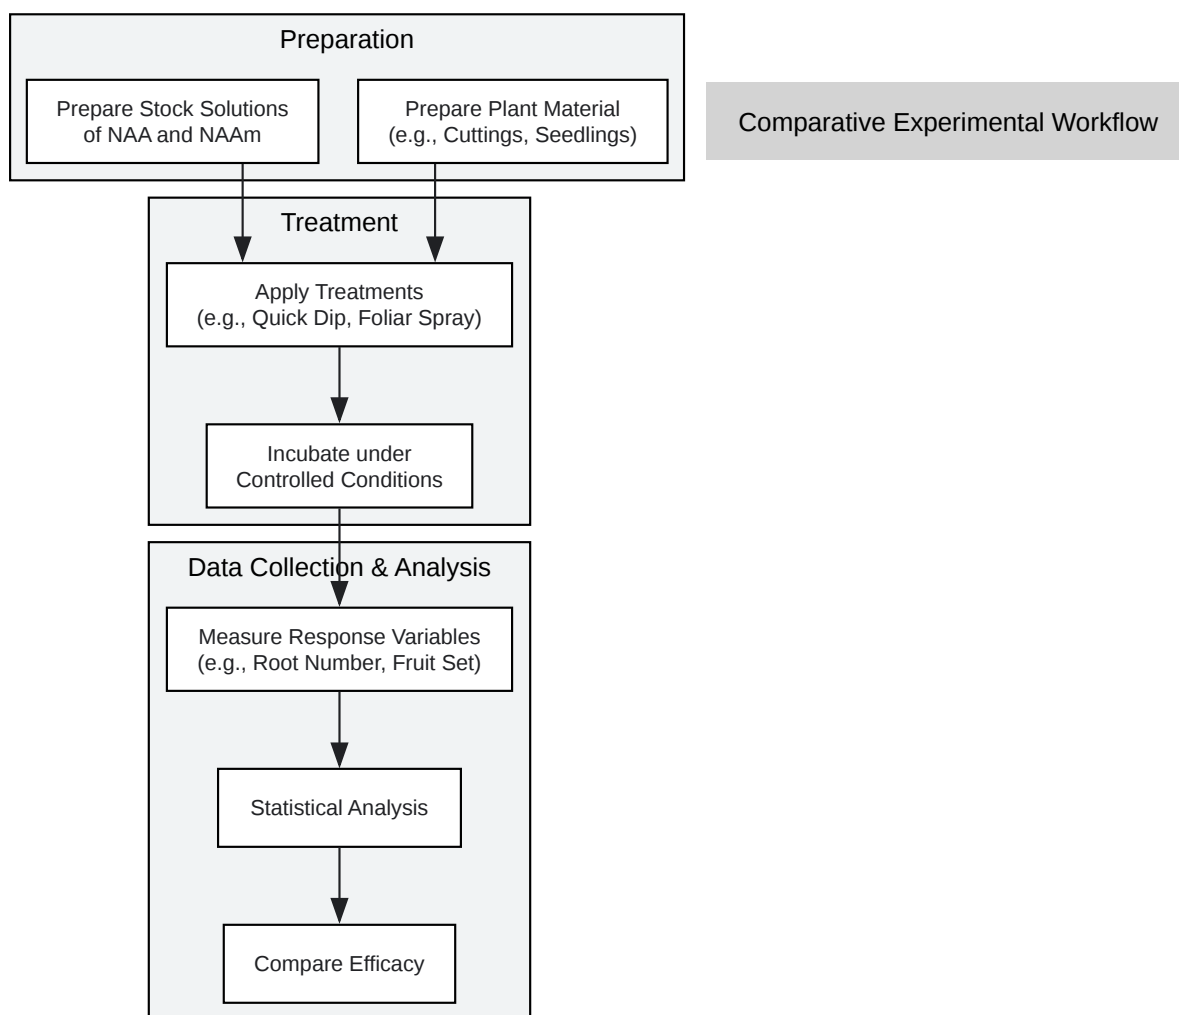 Preparation
Prepare Stock Solutions
of NAA and NAAm
Prepare Plant Material
(e.g., Cuttings, Seedlings)
Comparative Experimental Workflow
Treatment
Apply Treatments
(e.g., Quick Dip, Foliar Spray)
Incubate under
Controlled Conditions
Data Collection & Analysis
Measure Response Variables
(e.g., Root Number, Fruit Set)
Statistical Analysis
Compare Efficacy